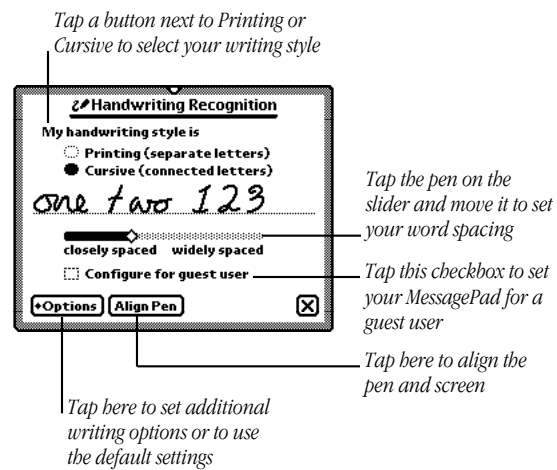 Tap a button next to Printing or
Cursive to select your writing style
Handwriting Recognition
My handwriting style is
Printing (separate letters)
Cursive (connected letters)
one two 123
closely spaced widely spaced
Configure for guest user
Options Align Pen
Tap the pen on the
slider and move it to set
your word spacing
Tap this checkbox to set
your MessagePad for a
guest user
Tap here to align the
pen and screen
Tap here to set additional
writing options or to use
the default settings